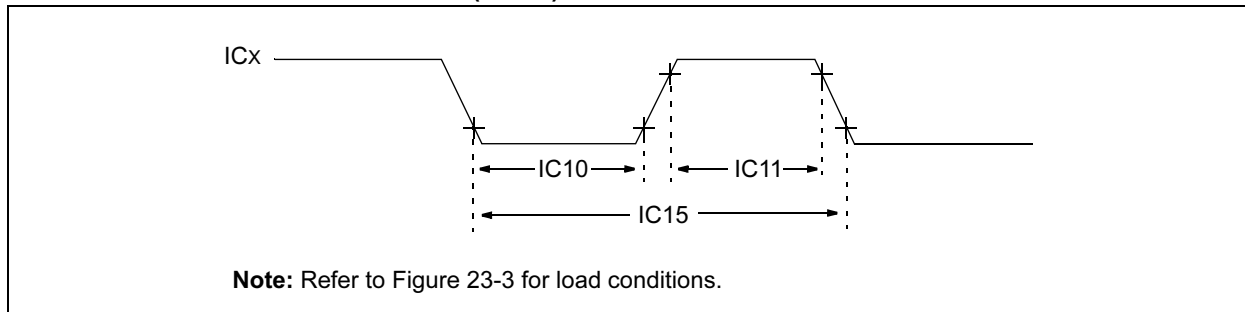 ICx
IC10
IC11
IC15
Note: Refer to Figure 23-3 for load conditions.